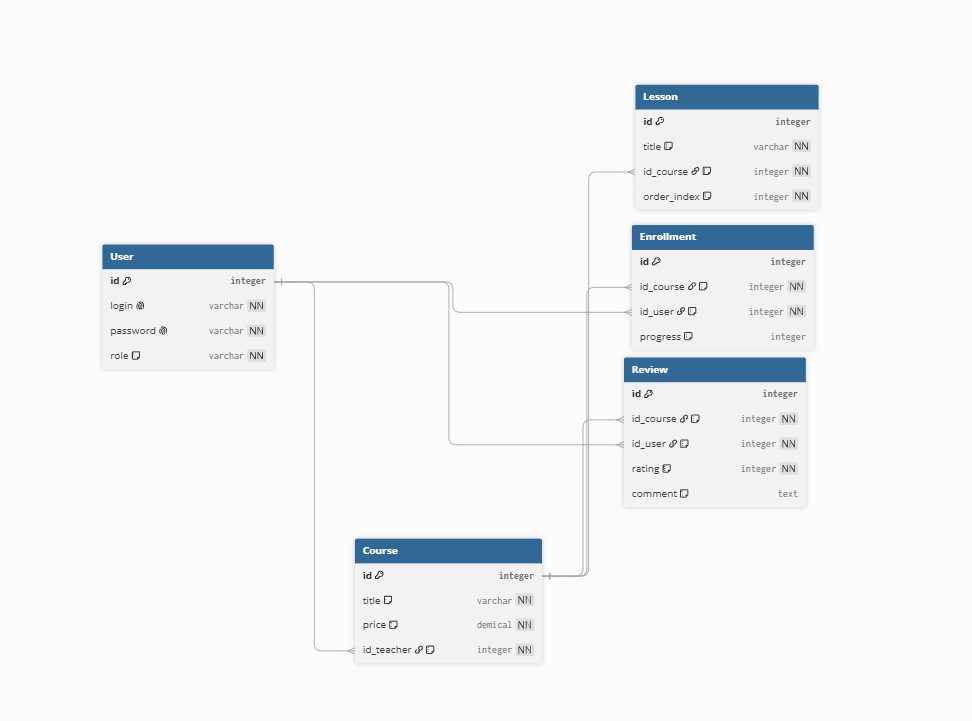 Lesson
id integer
title varchar NN
id_course integer NN
order_index integer NN
Enrollment
id integer
id_course integer NN
id_user integer NN
progress integer
User
id integer
login varchar NN
password varchar NN
role varchar NN
Review
id integer
id_course integer NN
id_user integer NN
rating integer NN
comment text
Course
id integer
title varchar NN
price demical NN
id_teacher integer NN